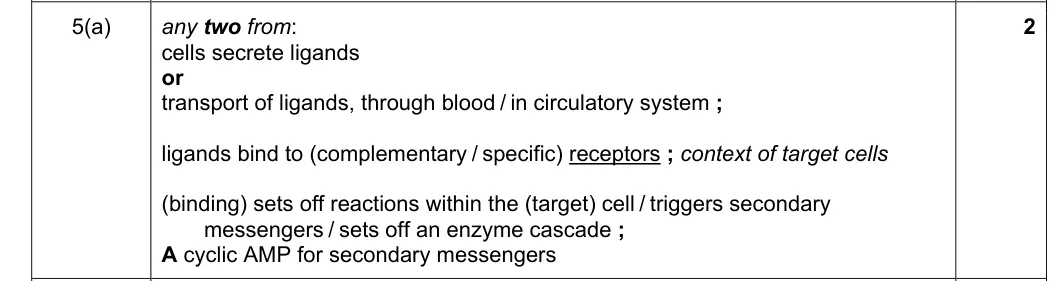 5(a)
any two from:
2
cells secrete ligands
or
transport of ligands, through blood / in circulatory system ;
ligands bind to (complementary / specific) receptors ; context of target cells
(binding) sets off reactions within the (target) cell / triggers secondary
messengers / sets off an enzyme cascade ;
A cyclic AMP for secondary messengers